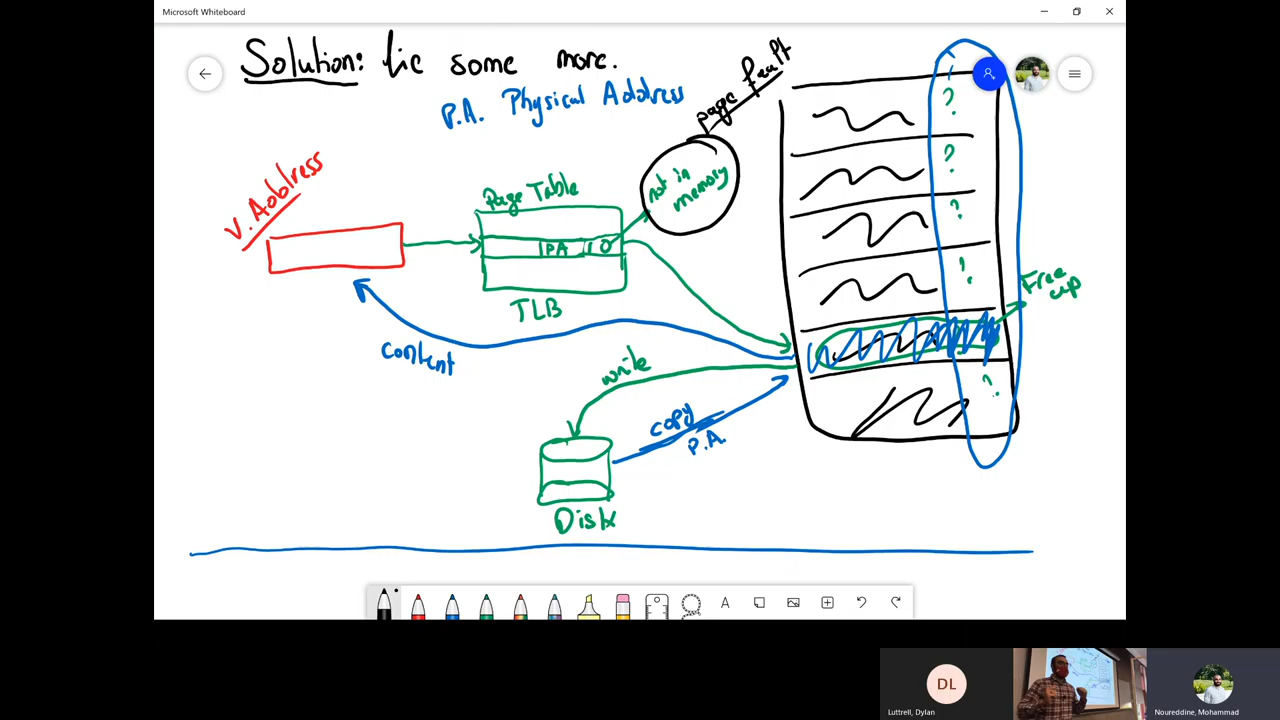 Microsoft Whiteboard
Solution: Lie some more.
P.A. Physical Address
page fault
V. Address
Page Table
not in
memory
PA
TLB
?
?
?
?
?
Free
up
content
write
copy
P.A.
Disk
A
DL
Luttrell, Dylan
Noureddine, Mohammad